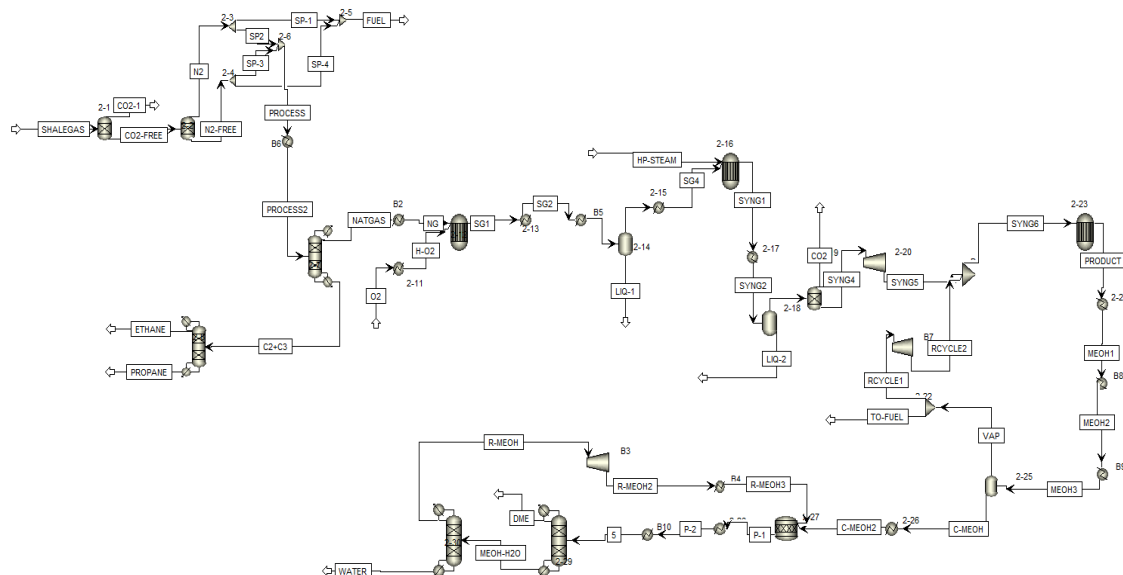 2-3
SP-1
2-5
FUEL
SP2
2-6
SP-3
SP-4
N2
2-4
2-1
CO2-1
SHALEGAS
CO2-FREE
N2-FREE
PROCESS
B6
PROCESS2
NATGAS
B2
NG
SG1
H-O2
2-11
O2
SG2
2-13
B5
2-14
LIQ-1
2-15
HP-STEAM
SG4
2-16
SYNG1
2-17
SYNG2
2-18
LIQ-2
CO2
9
SYNG4
2-20
SYNG5
SYNG6
2-23
PRODUCT
MEOH1
B8
MEOH2
MEOH3
2-25
VAP
B7
RCYCLE2
RCYCLE1
TO-FUEL
C-MEOH
2-26
C-MEOH2
27
P-1
P-2
B10
5
R-MEOH
B3
R-MEOH2
B4
R-MEOH3
DME
2-29
MEOH-H2O
WATER
ETHANE
PROPANE
C2+C3